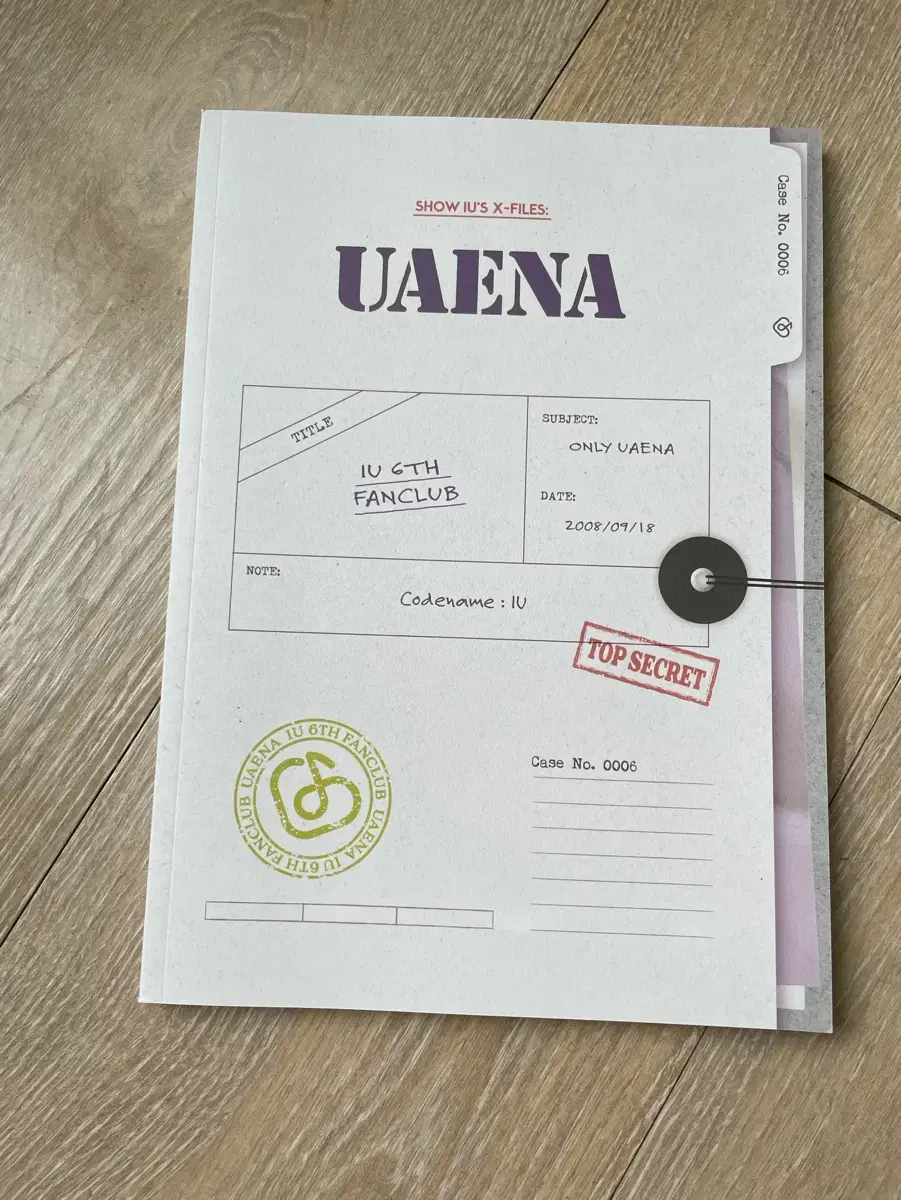 SHOW IU'S X-FILES:
UAENA
Case No. 0006
TITLE
IU 6TH
FANCLUB
SUBJECT:
ONLY UAENA
DATE:
2008/09/18
NOTE:
Codename : IU
TOP SECRET
UAENA IU 6TH FANCLUB UAENA IU 6TH FANCLUB
Case No. 0006